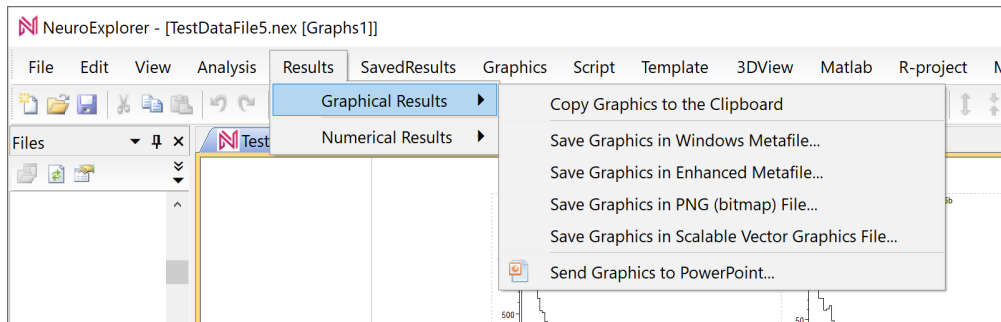 NeuroExplorer - [TestDataFile5.nex [Graphs1]]
File Edit View Analysis Results SavedResults Graphics Script Template 3DView Matlab R-project
Graphical Results
Copy Graphics to the Clipboard
Files
Test
Numerical Results
Save Graphics in Windows Metafile...
Save Graphics in Enhanced Metafile...
Save Graphics in PNG (bitmap) File...
Save Graphics in Scalable Vector Graphics File...
Send Graphics to PowerPoint...
500
50